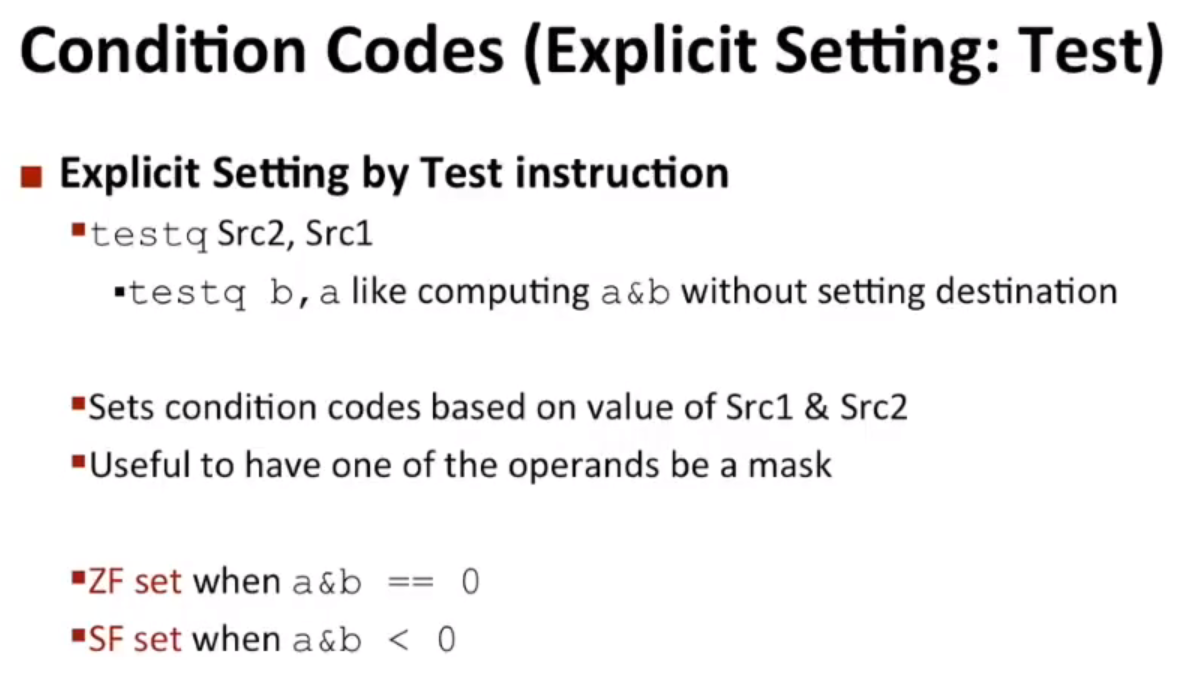 Condition Codes (Explicit Setting: Test)
■ Explicit Setting by Test instruction
▪testq Src2, Src1
▪testq b,a like computing a&b without setting destination
▪Sets condition codes based on value of Src1 & Src2
▪Useful to have one of the operands be a mask
▪ZF set when a&b == 0
▪SF set when a&b < 0